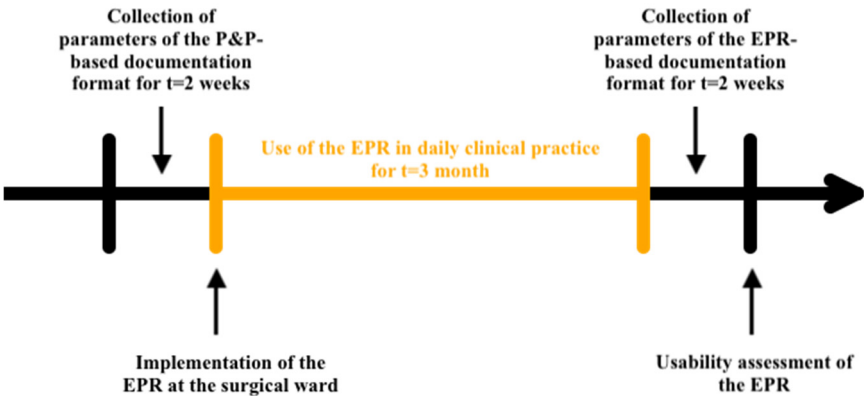 Collection of
parameters of the P&P-
based documentation
format for t=2 weeks
Collection of
parameters of the EPR-
based documentation
format for t=2 weeks
Use of the EPR in daily clinical practice
for t=3 month
Implementation of the
EPR at the surgical ward
Usability assessment of
the EPR